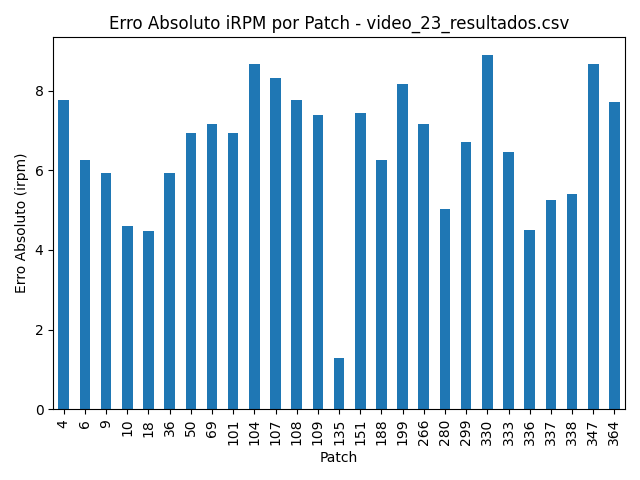 Erro Absoluto iRPM por Patch - video_23_resultados.csv
Erro Absoluto (irpm)
8
6
4
2
0
4 6 9 10 18 36 50 69 101 104 107 108 109 135 151 188 199 266 280 299 330 333 336 337 338 347 364
Patch